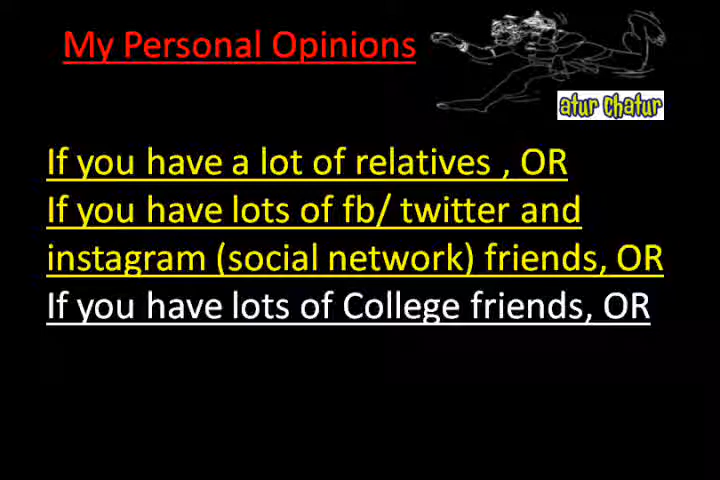 My Personal Opinions
atur chatur
If you have a lot of relatives , OR
If you have lots of fb/ twitter and
instagram (social network) friends, OR
If you have lots of College friends, OR